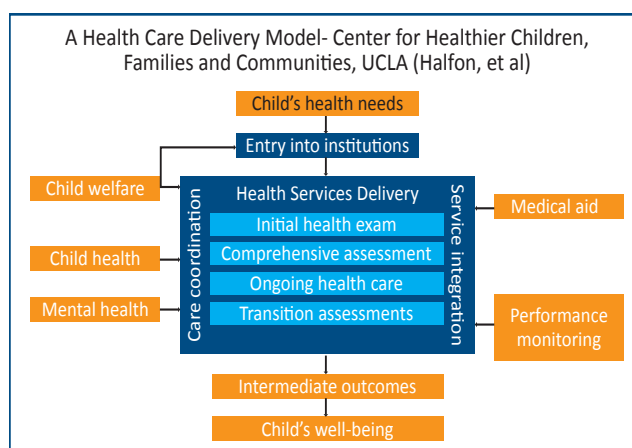 A Health Care Delivery Model- Center for Healthier Children,
Families and Communities, UCLA (Halfon, et al)
Child's health needs
Entry into institutions
Child welfare
Child health
Mental health
Care coordination
Health Services Delivery
Initial health exam
Comprehensive assessment
Ongoing health care
Transition assessments
Service integration
Medical aid
Performance
monitoring
Intermediate outcomes
Child's well-being